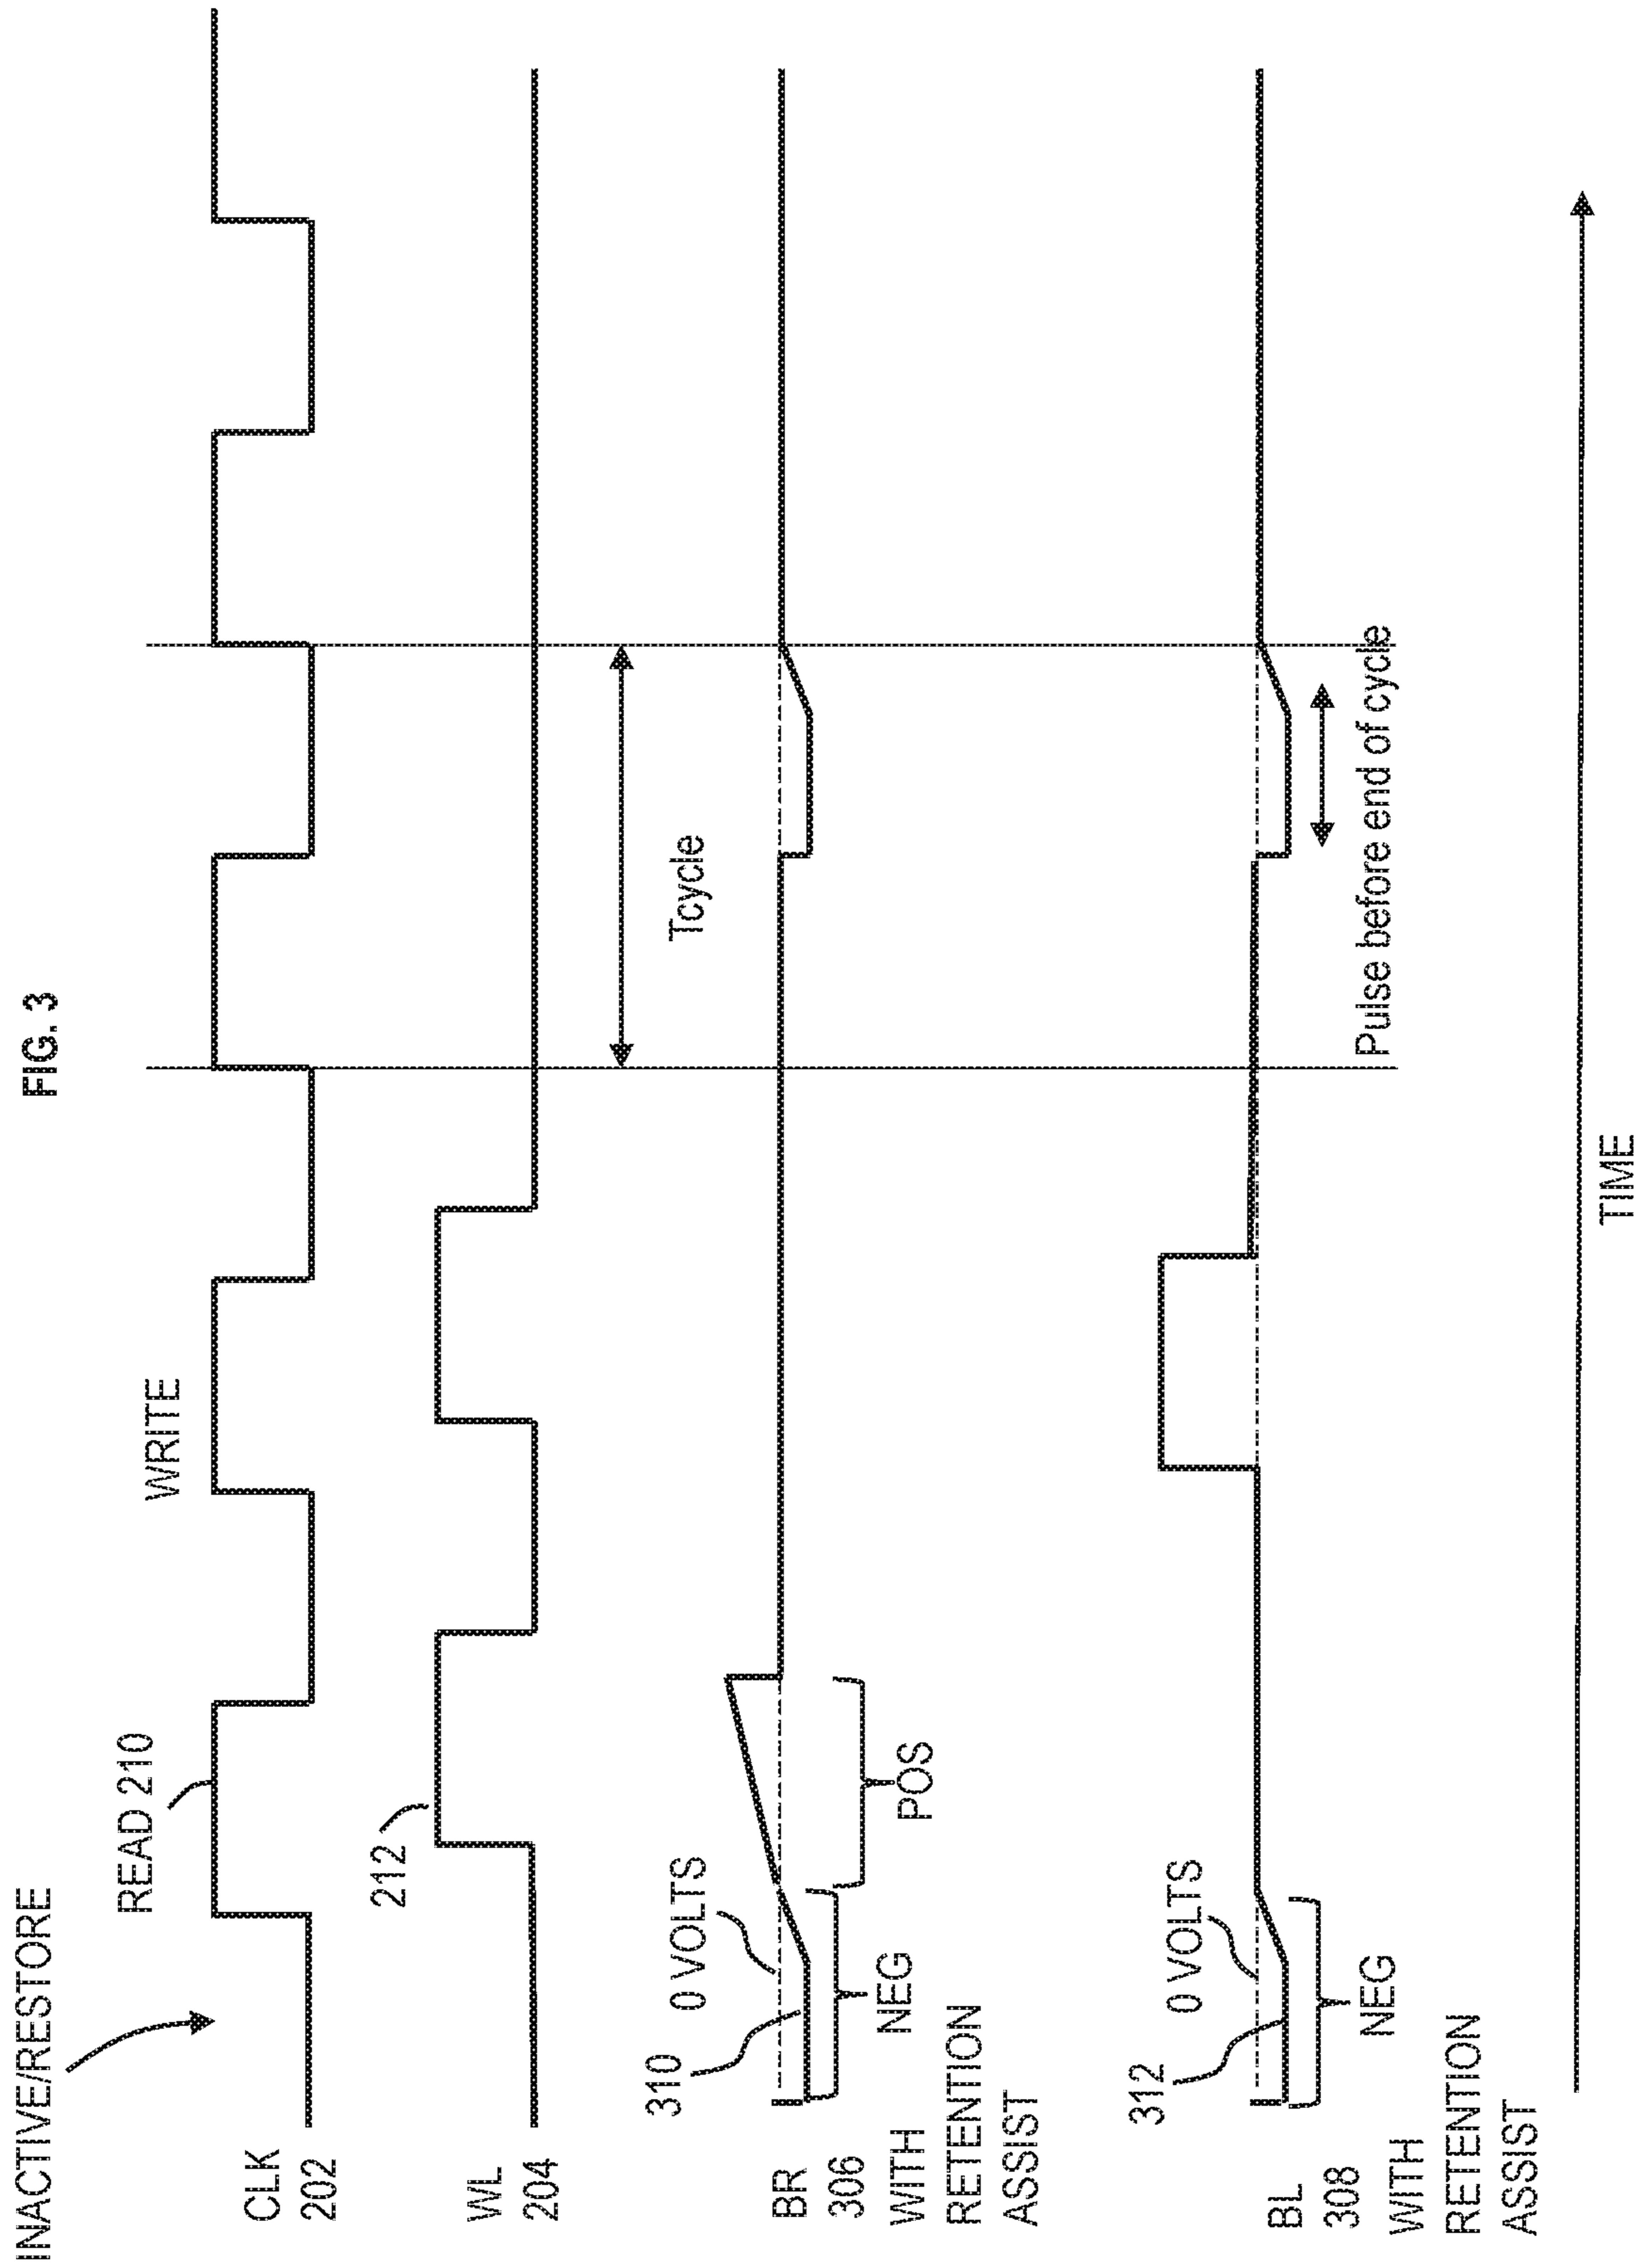 FIG. 3
INACTIVE/RESTORE
READ 210
WRITE
CLK
202
212
WL
204
Tcycle
0 VOLTS
310
NEG
POS
BR
306
WITH
RETENTION
ASSIST
0 VOLTS
312
NEG
Pulse before end of cycle
BL
308
WITH
RETENTION
ASSIST
TIME